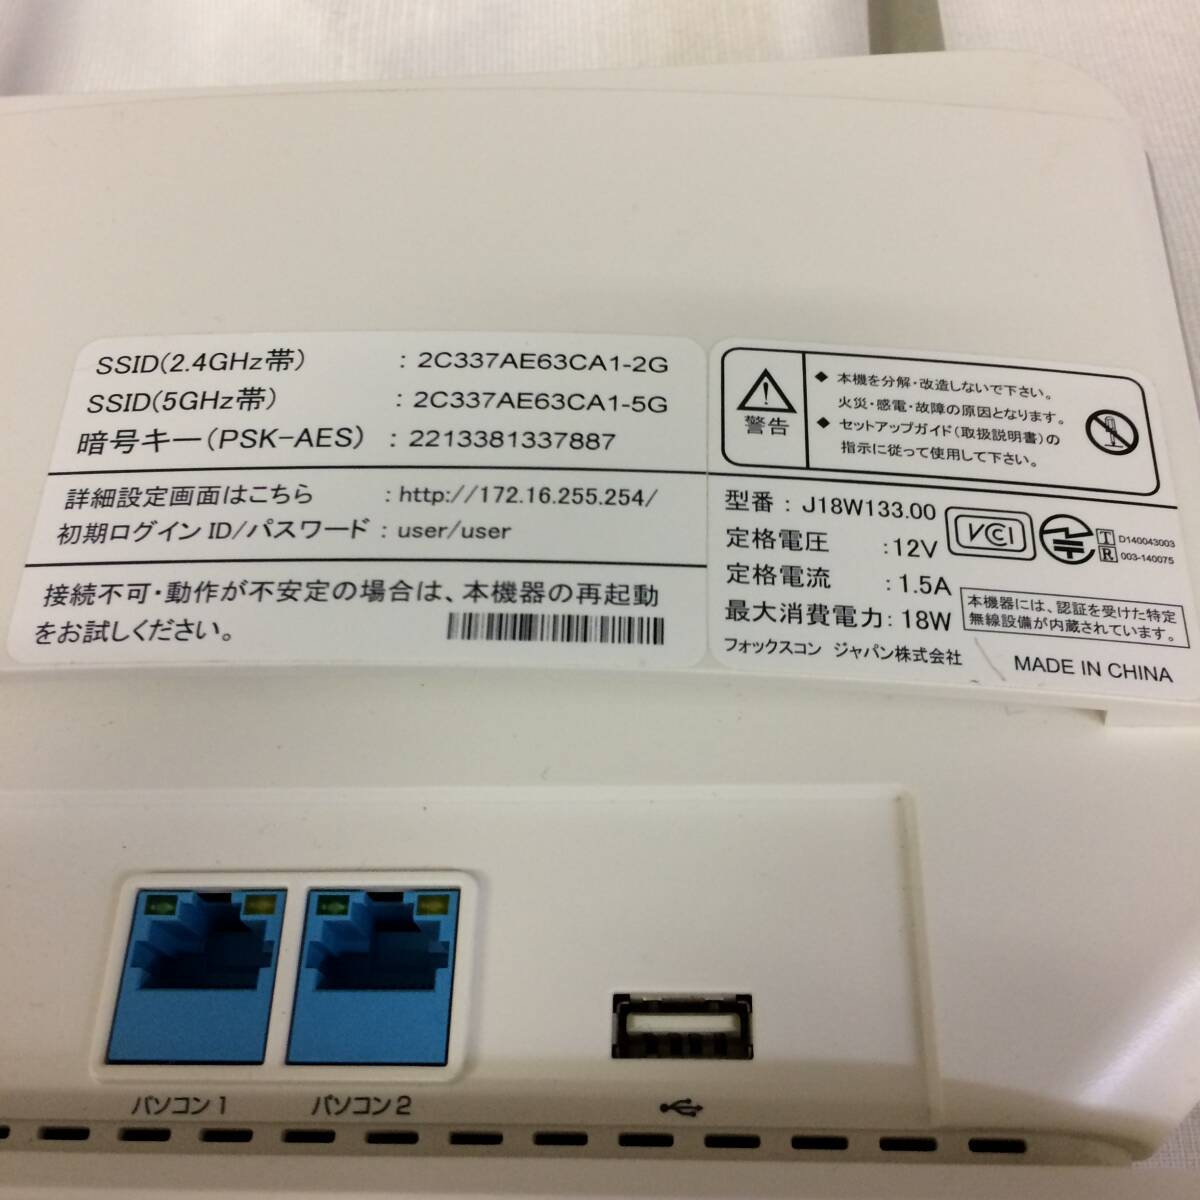 SSID(2.4GHz帯) : 2C337AE63CA1-2G
SSID(5GHz帯) : 2C337AE63CA1-5G
暗号キー(PSK-AES) : 2213381337887
詳細設定画面はこちら : http://172.16.255.254/
初期ログイン ID/パスワード : user/user
接続不可・動作が不安定の場合は、本機器の再起動
をお試しください。
警告
◆ 本機を分解・改造しないで下さい。
火災・感電・故障の原因となります。
◆ セットアップガイド(取扱説明書)の
指示に従って使用して下さい。
型番 : J18W133.00
定格電圧 : 12V
定格電流 : 1.5A
最大消費電力 : 18W
VCCI
T D140043003
R 003-140075
本機器には、認証を受けた特定
無線設備が内蔵されています。
フォックスコン ジャパン株式会社
MADE IN CHINA
パソコン1
パソコン2